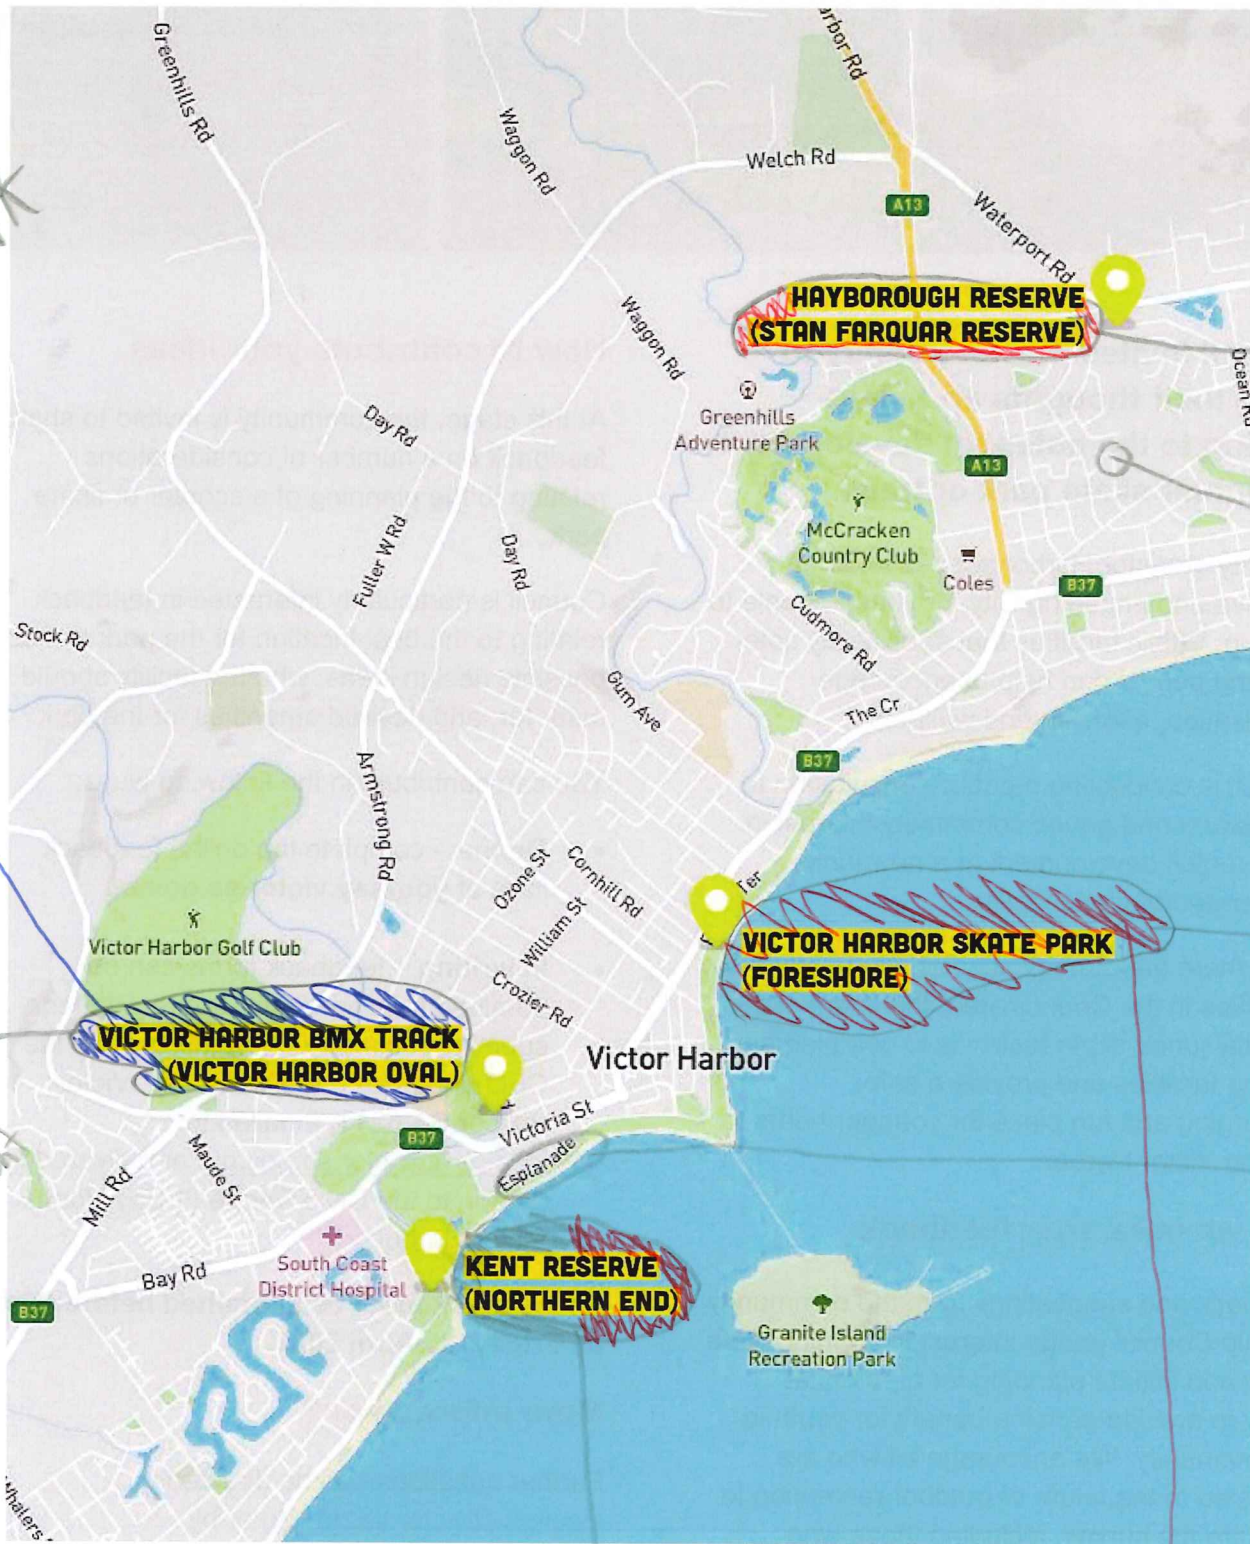 arbor Rd
Greenhills Rd
Waggon Rd
Welch Rd
A13
Waterport Rd
HAYBOROUGH RESERVE
(STAN FARQUAR RESERVE)
Waggon Rd
Ocean Rd
Greenhills
Adventure Park
Day Rd
A13
McCracken
Country Club
Coles
B37
Fuller W Rd
Day Rd
Cudmore Rd
Stock Rd
Gum Ave
The Cr
B37
Armstrong Rd
Ozone St
Cornhill Rd
Ter
William St
Victor Harbor Golf Club
VICTOR HARBOR SKATE PARK
(FORESHORE)
Crozier Rd
VICTOR HARBOR BMX TRACK
(VICTOR HARBOR OVAL)
Victor Harbor
Victoria St
B37
Esplanade
Maude St
Mill Rd
South Coast
District Hospital
Bay Rd
KENT RESERVE
(NORTHERN END)
B37
Granite Island
Recreation Park
Whalers